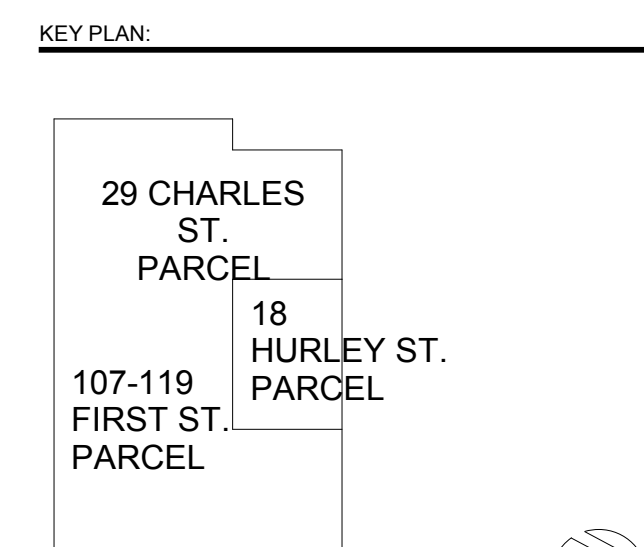 KEY PLAN:
29 CHARLES
ST.
PARCEL
18
HURLEY ST.
PARCEL
107-119
FIRST ST.
PARCEL